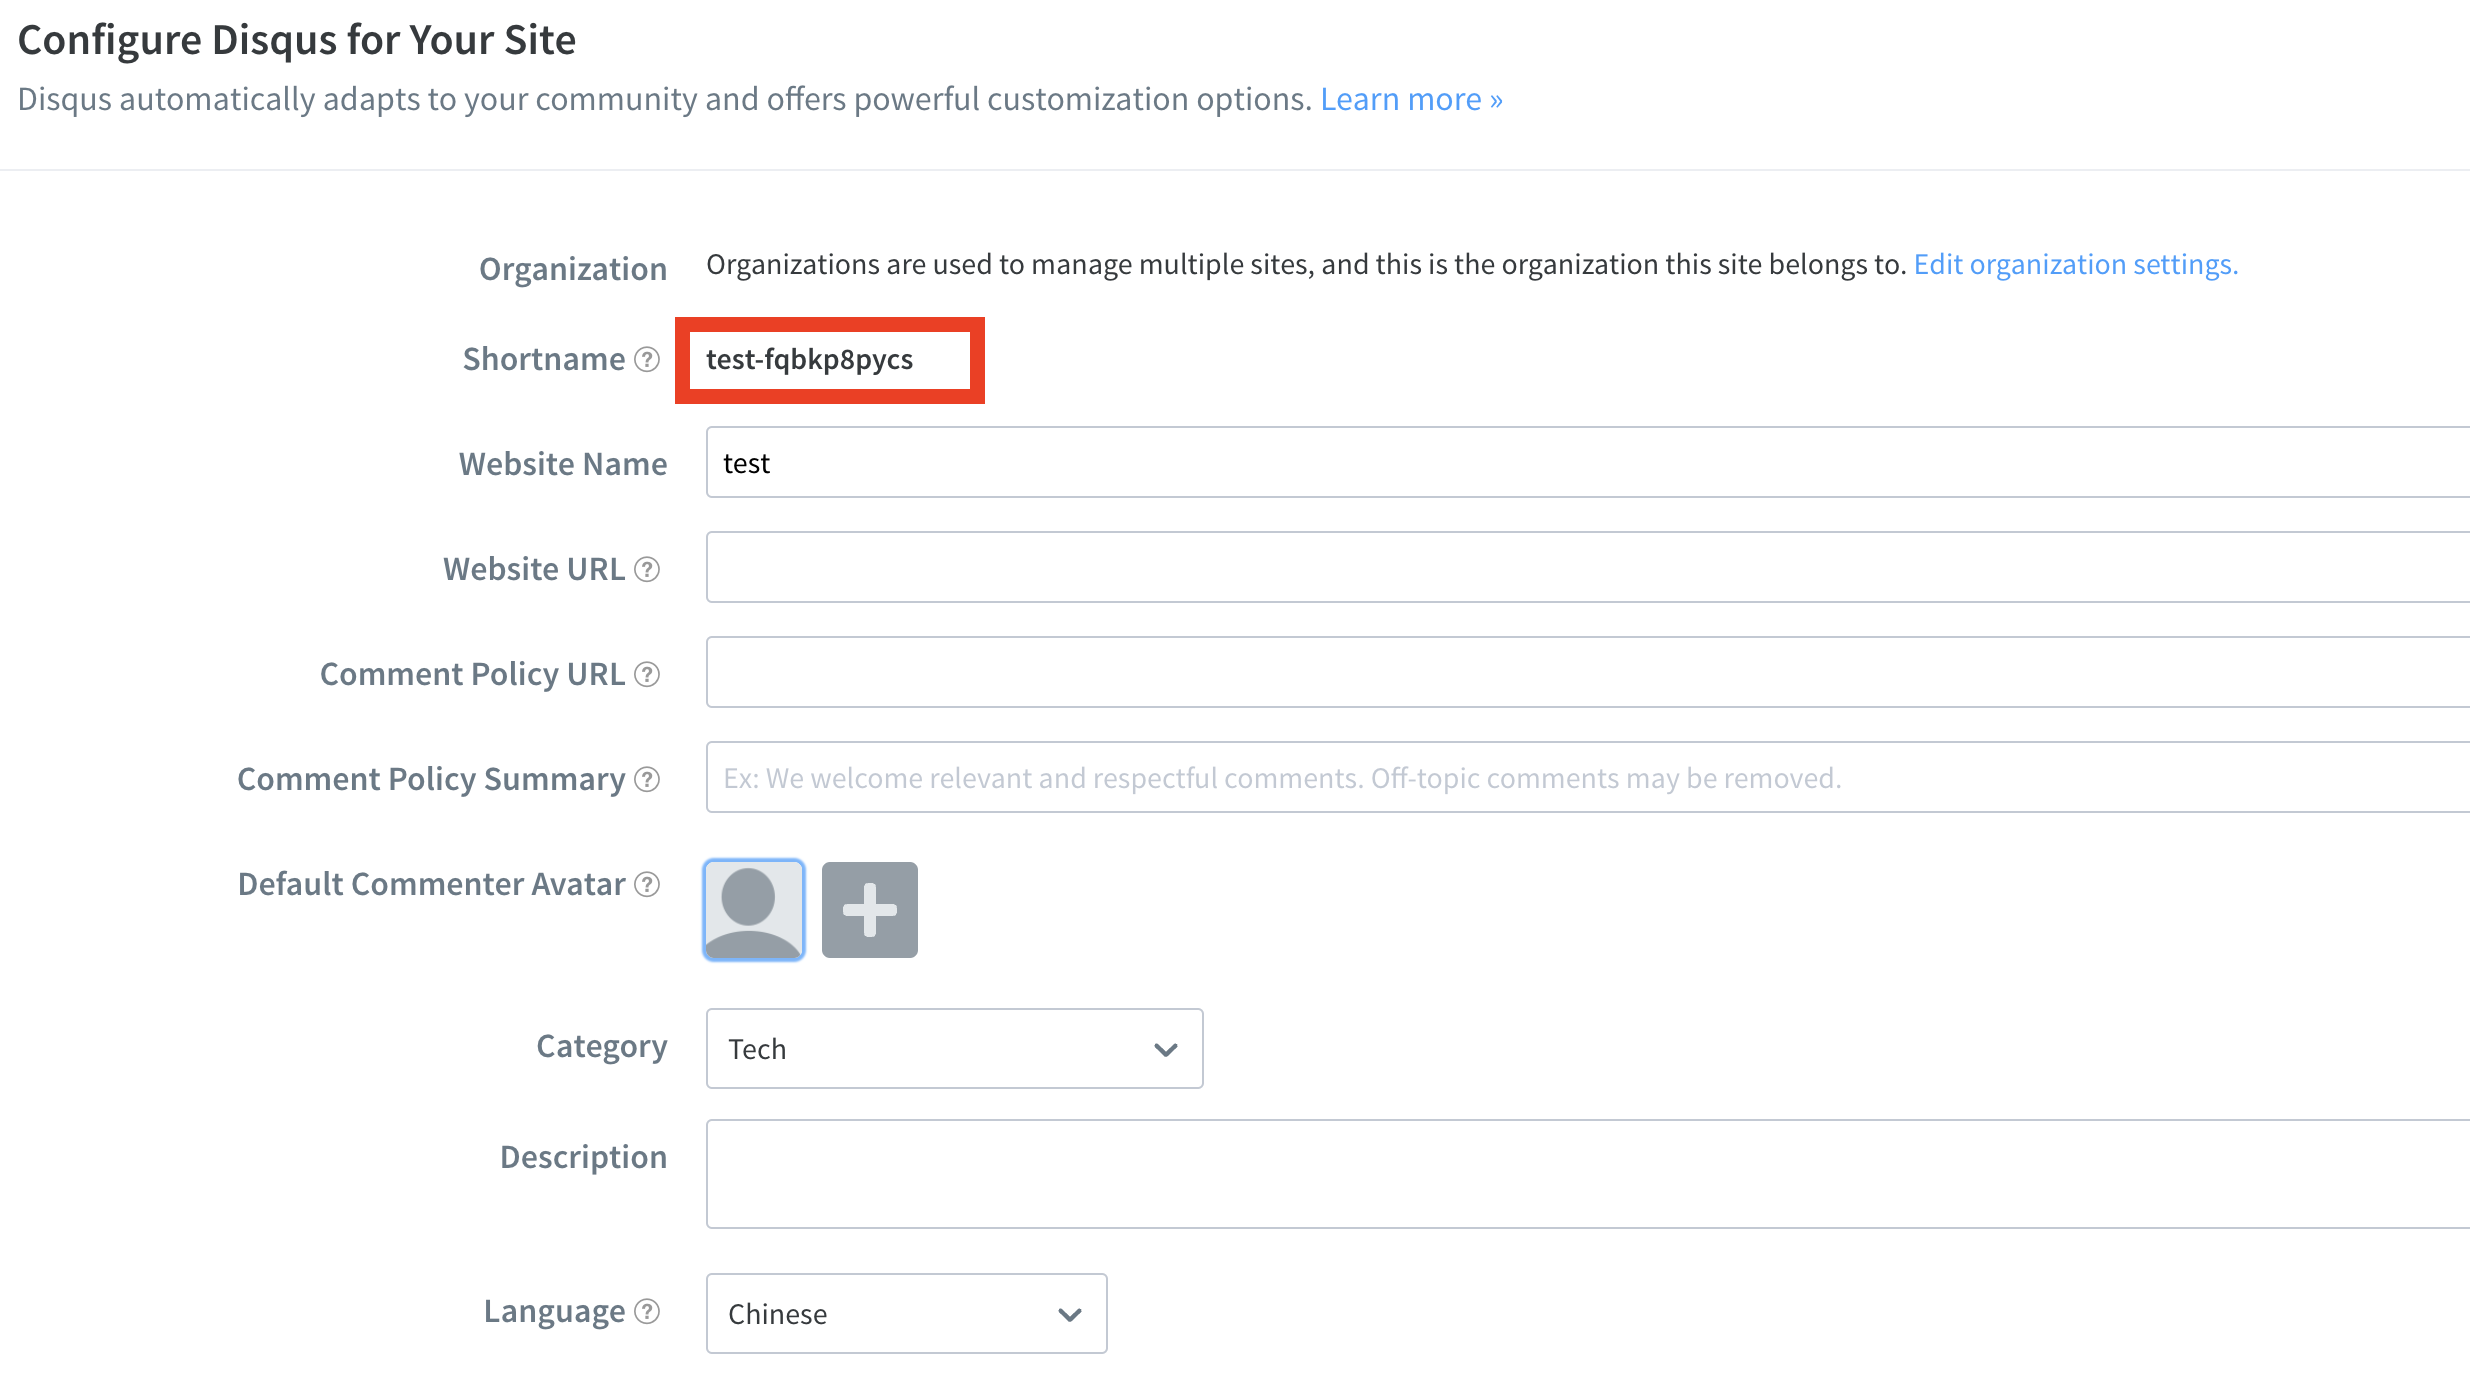 Configure Disqus for Your Site
Disqus automatically adapts to your community and offers powerful customization options. Learn more »
Organization Organizations are used to manage multiple sites, and this is the organization this site belongs to. Edit organization settings.
Shortname ? test-fqbkp8pycs
Website Name test
Website URL ?
Comment Policy URL ?
Comment Policy Summary ? Ex: We welcome relevant and respectful comments. Off-topic comments may be removed.
Default Commenter Avatar ?
Category Tech
Description
Language ? Chinese